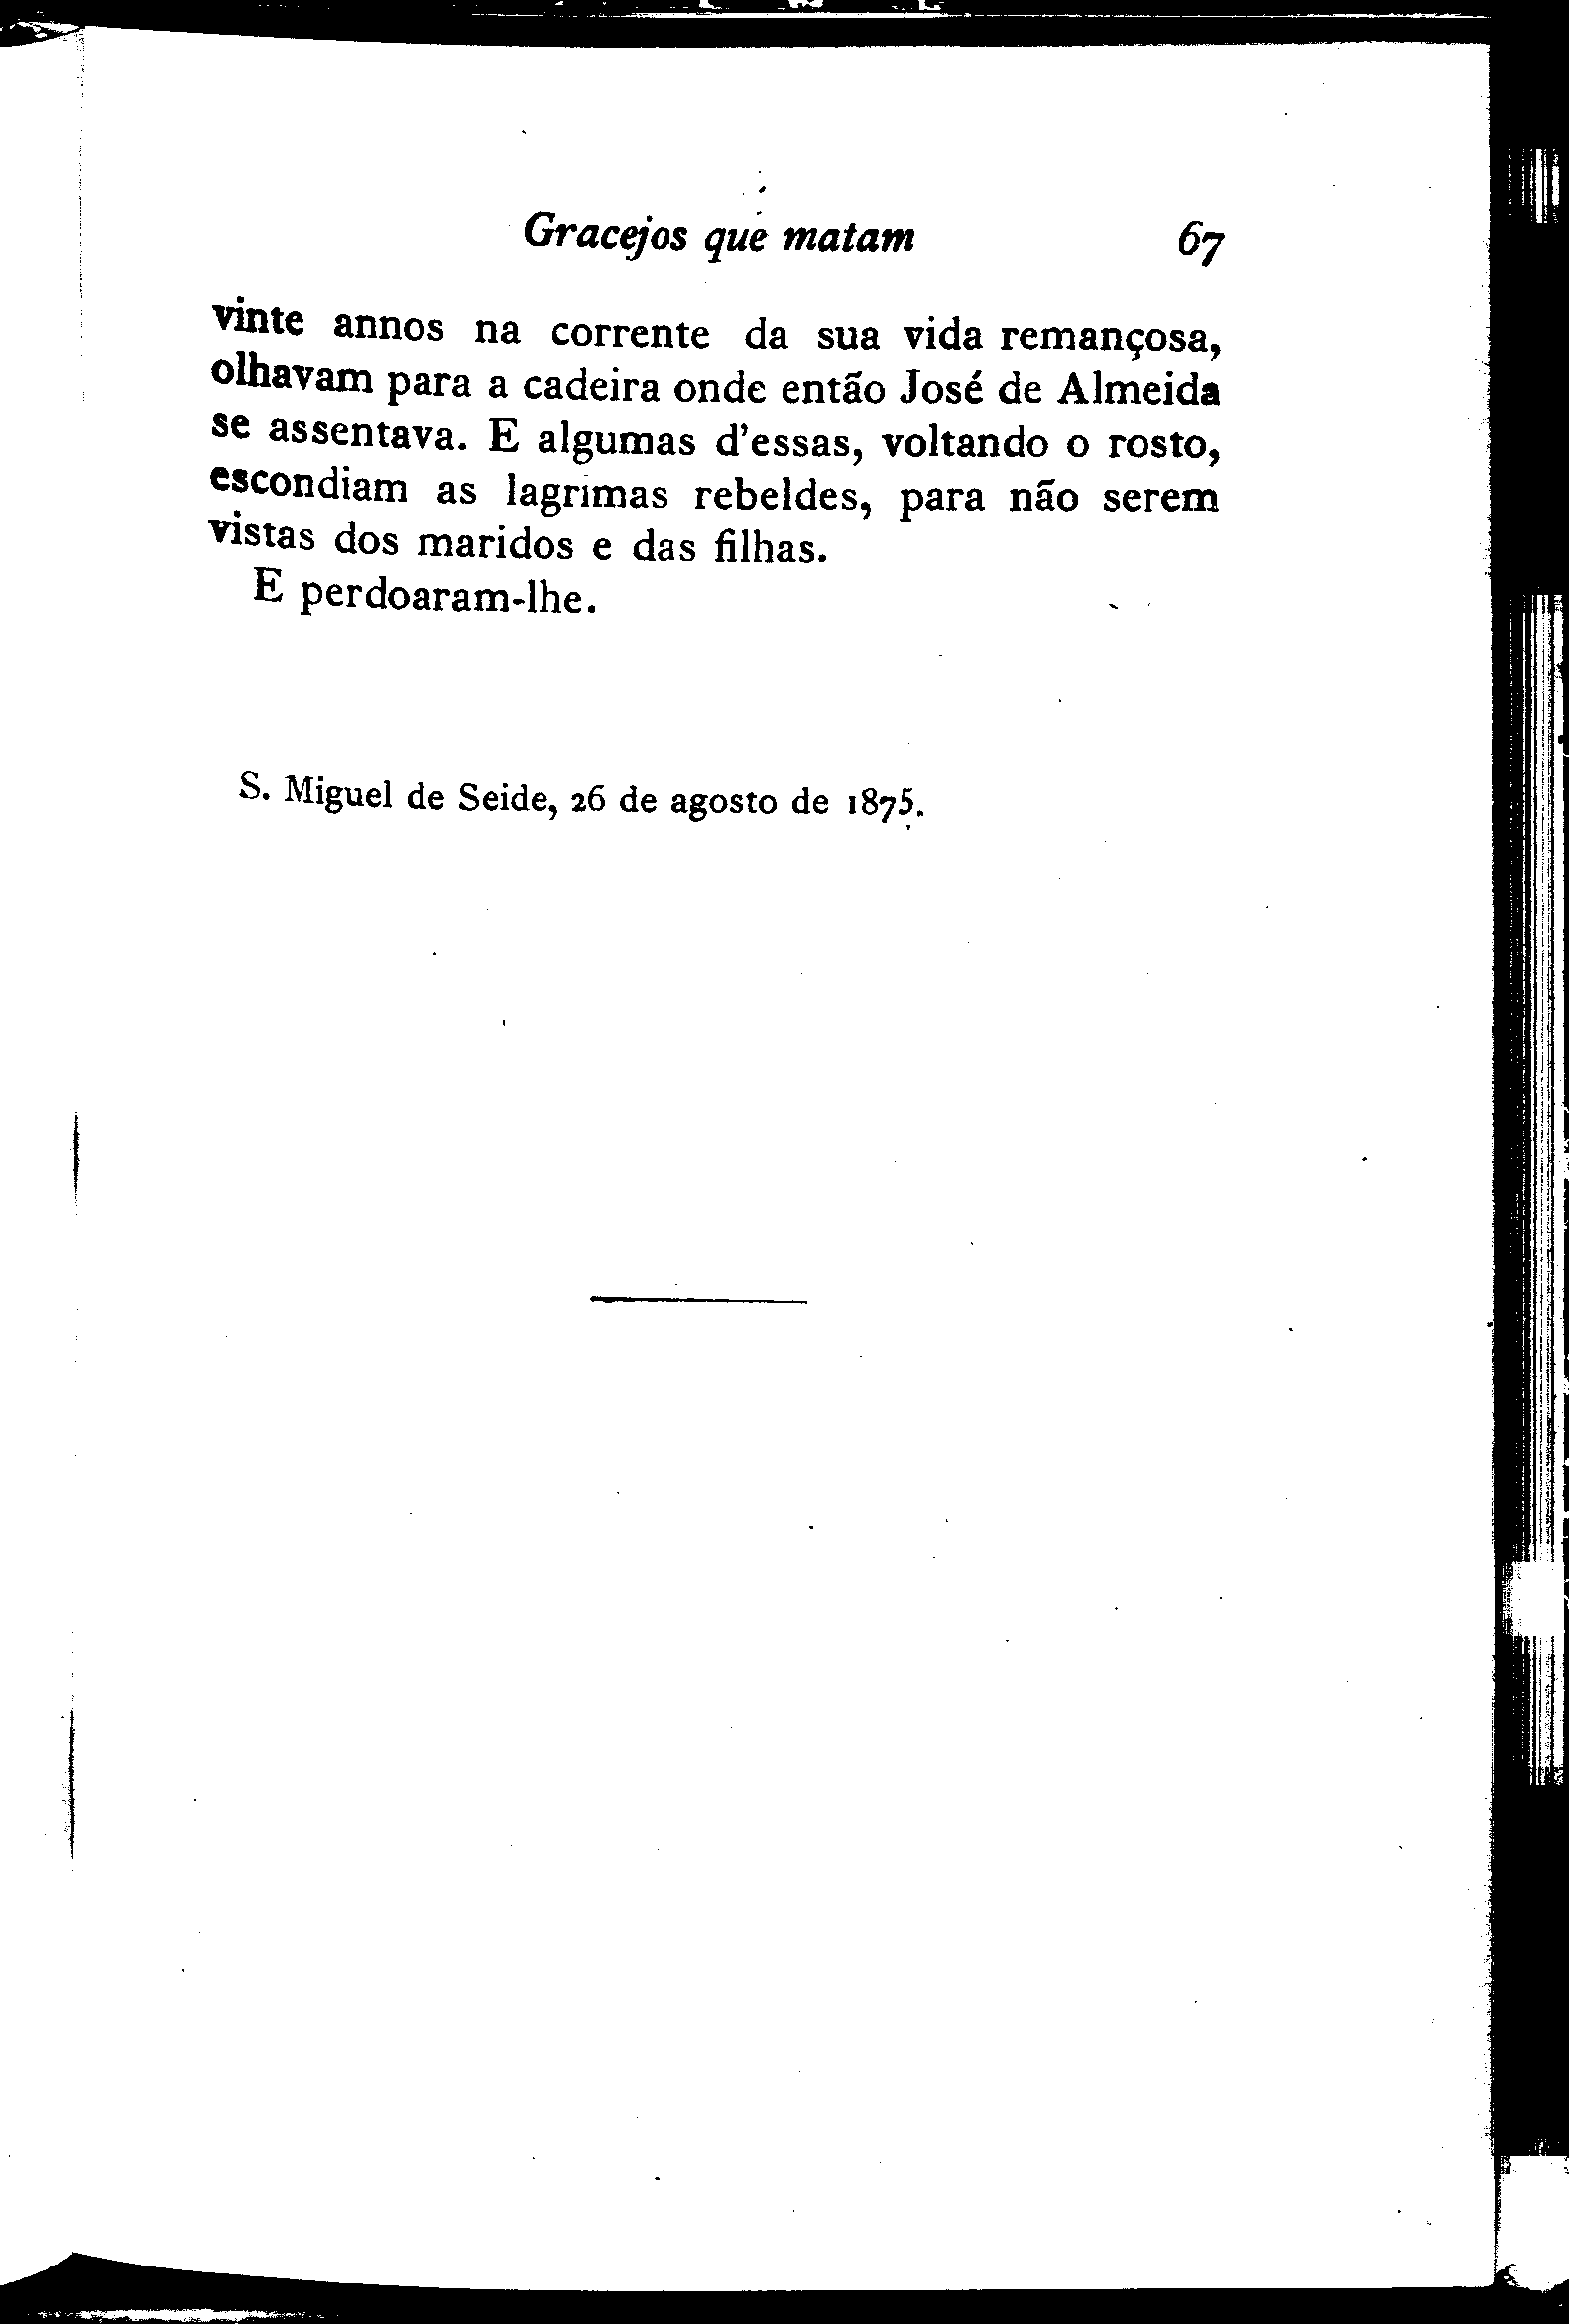 Gracejos que matam 67
vinte annos na corrente da sua vida remançosa,
olhavam para a cadeira onde então José de Almeida
se assentava. E algumas d'essas, voltando o rosto,
escondiam as lagrimas rebeldes, para não serem
vistas dos maridos e das filhas.
E perdoaram-lhe.
S. Miguel de Seide, 26 de agosto de 1875.